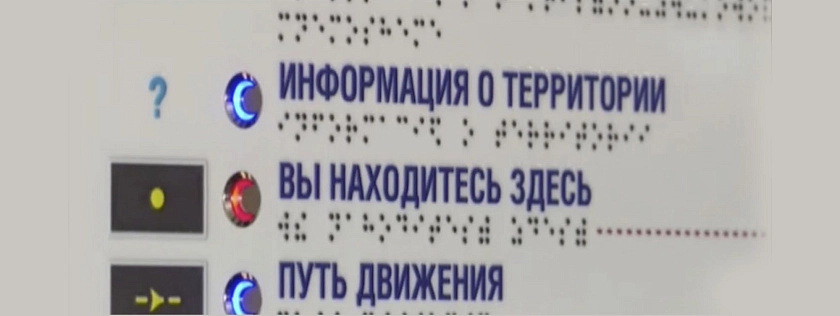 ?
ИНФОРМАЦИЯ О ТЕРРИТОРИИ
ВЫ НАХОДИТЕСЬ ЗДЕСЬ
ПУТЬ ДВИЖЕНИЯ